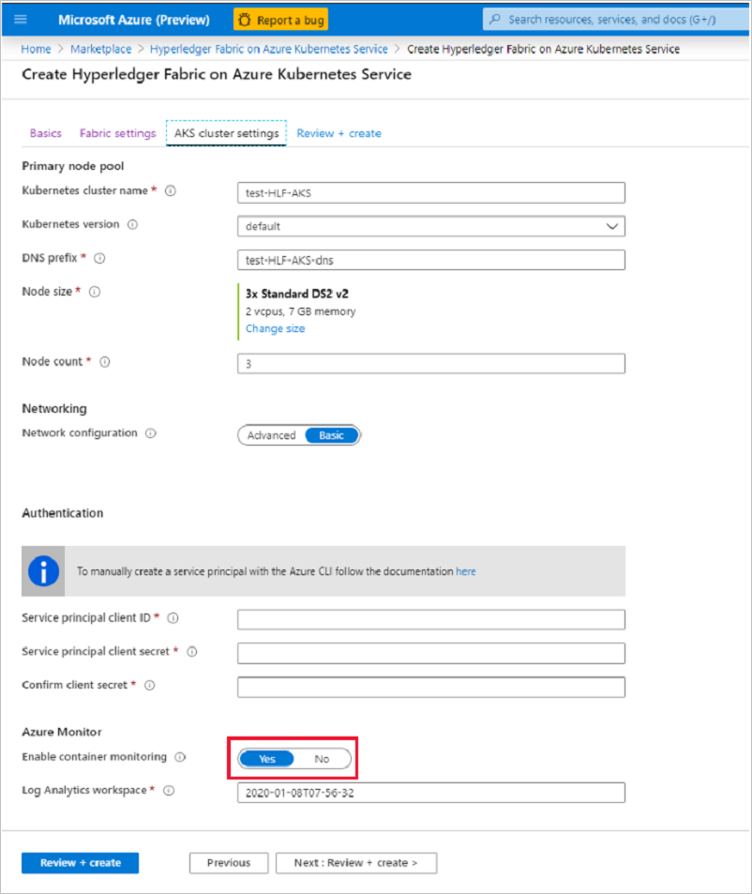 Microsoft Azure (Preview) Report a bug Search resources, services, and docs (G+/)
Home > Marketplace > Hyperledger Fabric on Azure Kubernetes Service > Create Hyperledger Fabric on Azure Kubernetes Service
Create Hyperledger Fabric on Azure Kubernetes Service
Basics Fabric settings AKS cluster settings Review + create
Primary node pool
Kubernetes cluster name * test-HLF-AKS
Kubernetes version default
DNS prefix * test-HLF-AKS-dns
Node size * 3x Standard DS2 v2
2 vcpus, 7 GB memory
Change size
Node count * 3
Networking
Network configuration Advanced Basic
Authentication
To manually create a service principal with the Azure CLI follow the documentation here
Service principal client ID *
Service principal client secret *
Confirm client secret *
Azure Monitor
Enable container monitoring Yes No
Log Analytics workspace * 2020-01-08T07-56-32
Review + create Previous Next : Review + create >